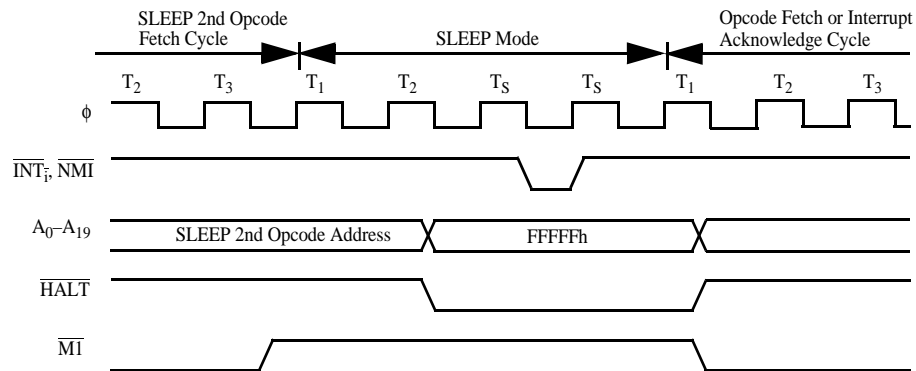 SLEEP 2nd Opcode
Fetch Cycle
SLEEP Mode
Opcode Fetch or Interrupt
Acknowledge Cycle
T2 T3 T1 T2 TS TS T1 T2 T3
ϕ
INTi, NMI
A0–A19
SLEEP 2nd Opcode Address
FFFFFh
HALT
M1